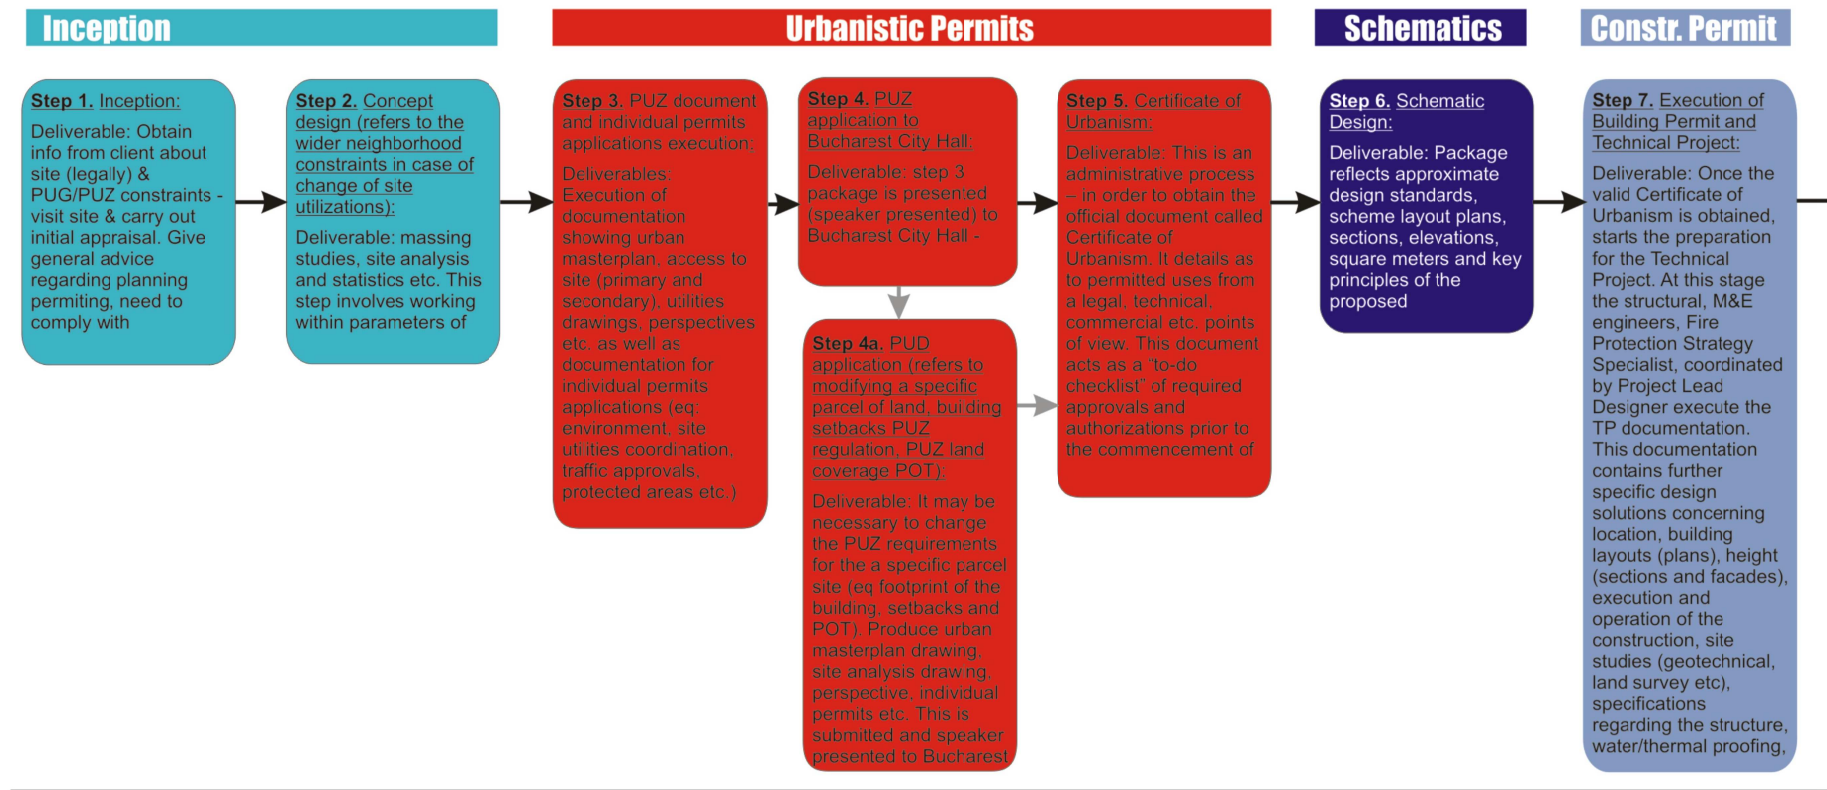 Inception
Urbanistic Permits
Schematics
Constr. Permit
Step 1. Inception:
Deliverable: Obtain
info from client about
site (legally) &
PUG/PUZ constraints -
visit site & carry out
initial appraisal. Give
general advice
regarding planning
permiting, need to
comply with
Step 2. Concept
design (refers to the
wider neighborhood
constraints in case of
change of site
utilizations):
Deliverable: massing
studies, site analysis
and statistics etc. This
step involves working
within parameters of
Step 3. PUZ document
and individual permits
applications execution:
Deliverables:
Execution of
documentation
showing urban
masterplan, access to
site (primary and
secondary), utilities
drawings, perspectives
etc. as well as
documentation for
individual permits
applications (eq:
environment, site
utilities coordination,
traffic approvals,
protected areas etc.)
Step 4. PUZ
application to
Bucharest City Hall:
Deliverable: step 3
package is presented
(speaker presented) to
Bucharest City Hall -
Step 4a. PUD
application (refers to
modifying a specific
parcel of land, building
setbacks PUZ
regulation, PUZ land
coverage POT):
Deliverable: It may be
necessary to change
the PUZ requirements
for the a specific parcel
site (eq footprint of the
building, setbacks and
POT). Produce urban
masterplan drawing,
site analysis drawing,
perspective, individual
permits etc. This is
submitted and speaker
presented to Bucharest
Step 5. Certificate of
Urbanism:
Deliverable: This is an
administrative process
– in order to obtain the
official document called
Certificate of
Urbanism. It details as
to permitted uses from
a legal, technical,
commercial etc. points
of view. This document
acts as a "to-do
checklist" of required
approvals and
authorizations prior to
the commencement of
Step 6. Schematic
Design:
Deliverable: Package
reflects approximate
design standards,
scheme layout plans,
sections, elevations,
square meters and key
principles of the
proposed
Step 7. Execution of
Building Permit and
Technical Project:
Deliverable: Once the
valid Certificate of
Urbanism is obtained,
starts the preparation
for the Technical
Project. At this stage
the structural, M&E
engineers, Fire
Protection Strategy
Specialist, coordinated
by Project Lead
Designer execute the
TP documentation.
This documentation
contains further
specific design
solutions concerning
location, building
layouts (plans), height
(sections and facades),
execution and
operation of the
construction, site
studies (geotechnical,
land survey etc),
specifications
regarding the structure,
water/thermal proofing,